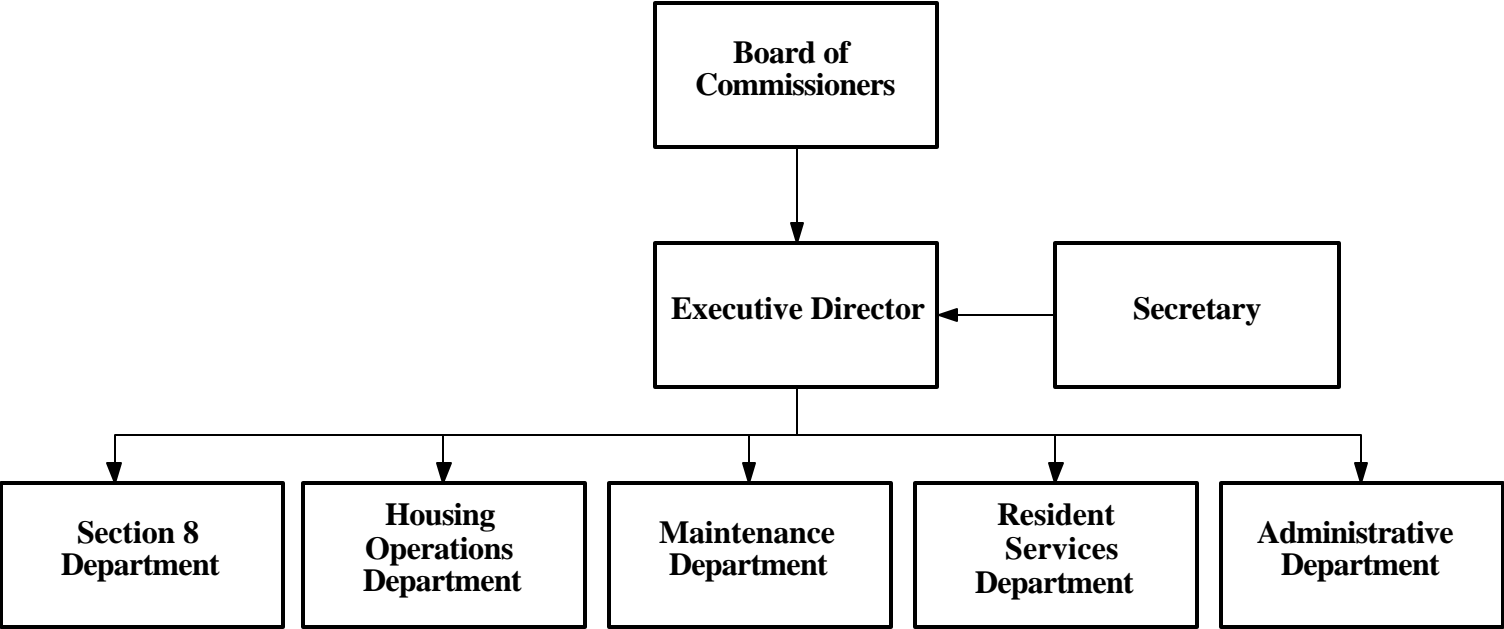 Board of
Commissioners
Executive Director
Secretary
Section 8
Department
Housing
Operations
Department
Maintenance
Department
Resident
Services
Department
Administrative
Department